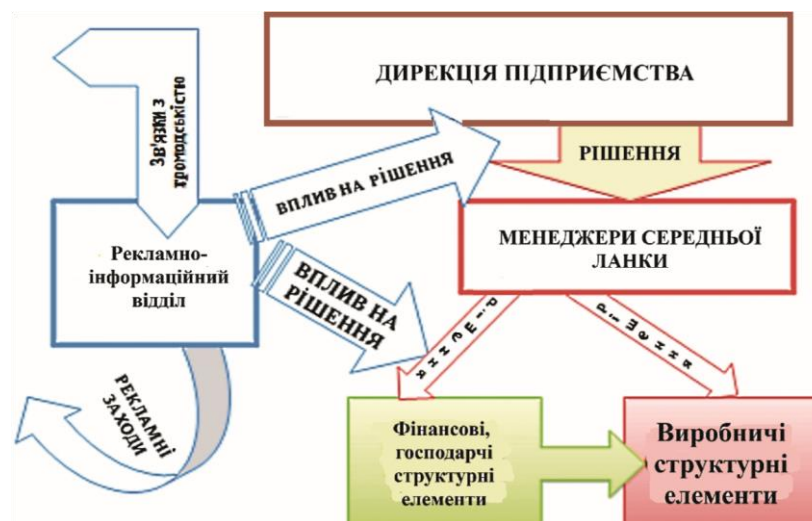 ДИРЕКЦІЯ ПІДПРИЄМСТВА
Зв'язки з
громадськістю
РІШЕННЯ
ВПЛИВ НА РІШЕННЯ
Рекламно-
інформаційний
відділ
МЕНЕДЖЕРИ СЕРЕДНЬОЇ
ЛАНКИ
ВПЛИВ НА
РІШЕННЯ
рішення
Рішення
РЕКЛАМНІ
ЗАХОДИ
Фінансові,
господарчі
структурні
елементи
Виробничі
структурні
елементи